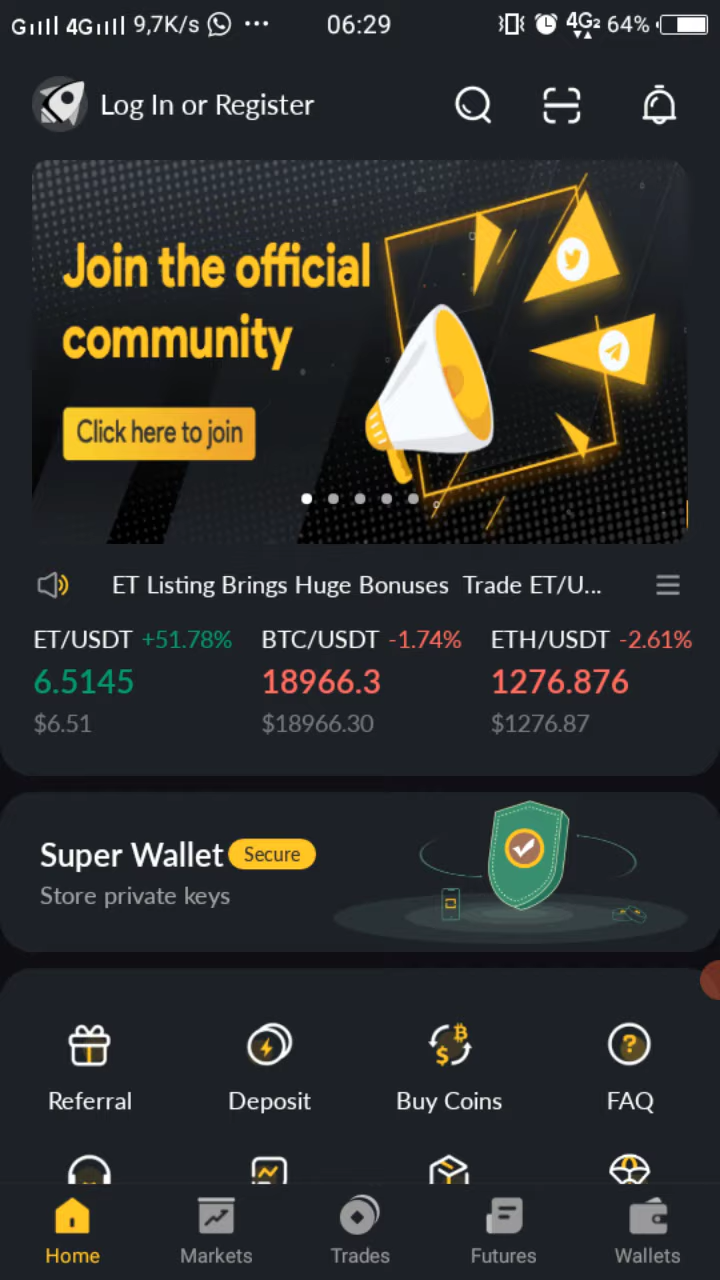 G 4G 9,7K/s ••• 06:29 4G2 64%
Log In or Register
Join the official
community
Click here to join
ET Listing Brings Huge Bonuses Trade ET/U...
ET/USDT +51.78% BTC/USDT -1.74% ETH/USDT -2.61%
6.5145 18966.3 1276.876
$6.51 $18966.30 $1276.87
Super Wallet Secure
Store private keys
Referral Deposit Buy Coins FAQ
Home Markets Trades Futures Wallets